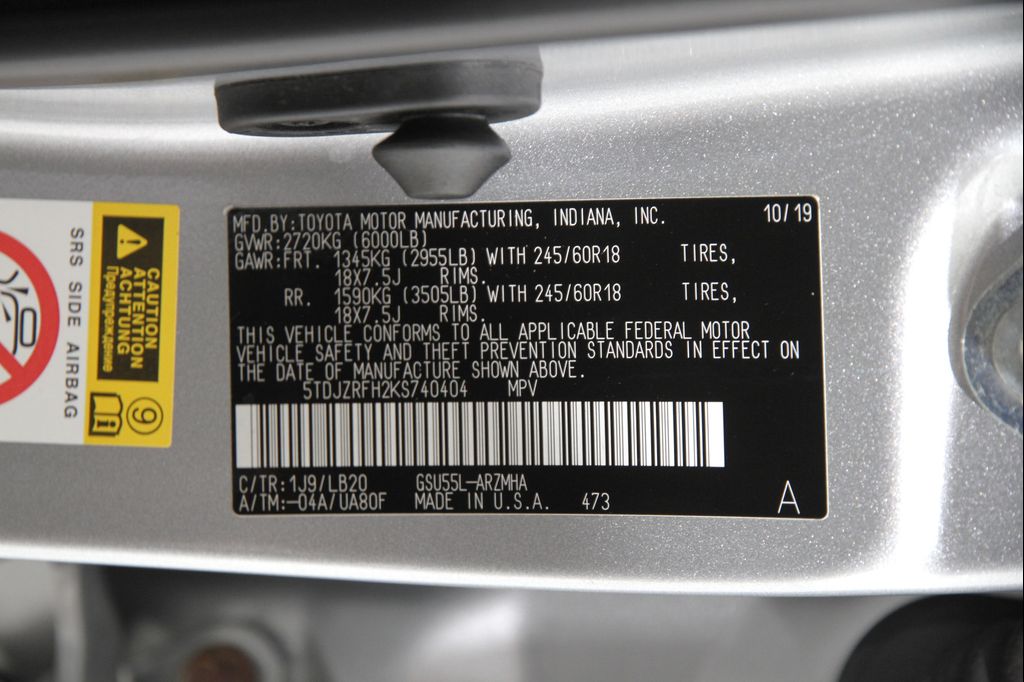 MFD.BY:TOYOTA MOTOR MANUFACTURING, INDIANA, INC. 10/19
GVWR:2720KG (6000LB)
GAWR:FRT. 1345KG (2955LB) WITH 245/60R18 TIRES,
18X7.5J RIMS.
RR. 1590KG (3505LB) WITH 245/60R18 TIRES,
18X7.5J RIMS.
THIS VEHICLE CONFORMS TO ALL APPLICABLE FEDERAL MOTOR
VEHICLE SAFETY AND THEFT PREVENTION STANDARDS IN EFFECT ON
THE DATE OF MANUFACTURE SHOWN ABOVE.
5TDJZRFH2KS740404 MPV
C/TR:1J9/LB20 GSU55L-ARZMHA
A/TM:-04A/UA80F MADE IN U.S.A. 473 A
CAUTION
ATTENTION
ACHTUNG
Предупреждение
9
SRS SIDE AIRBAG